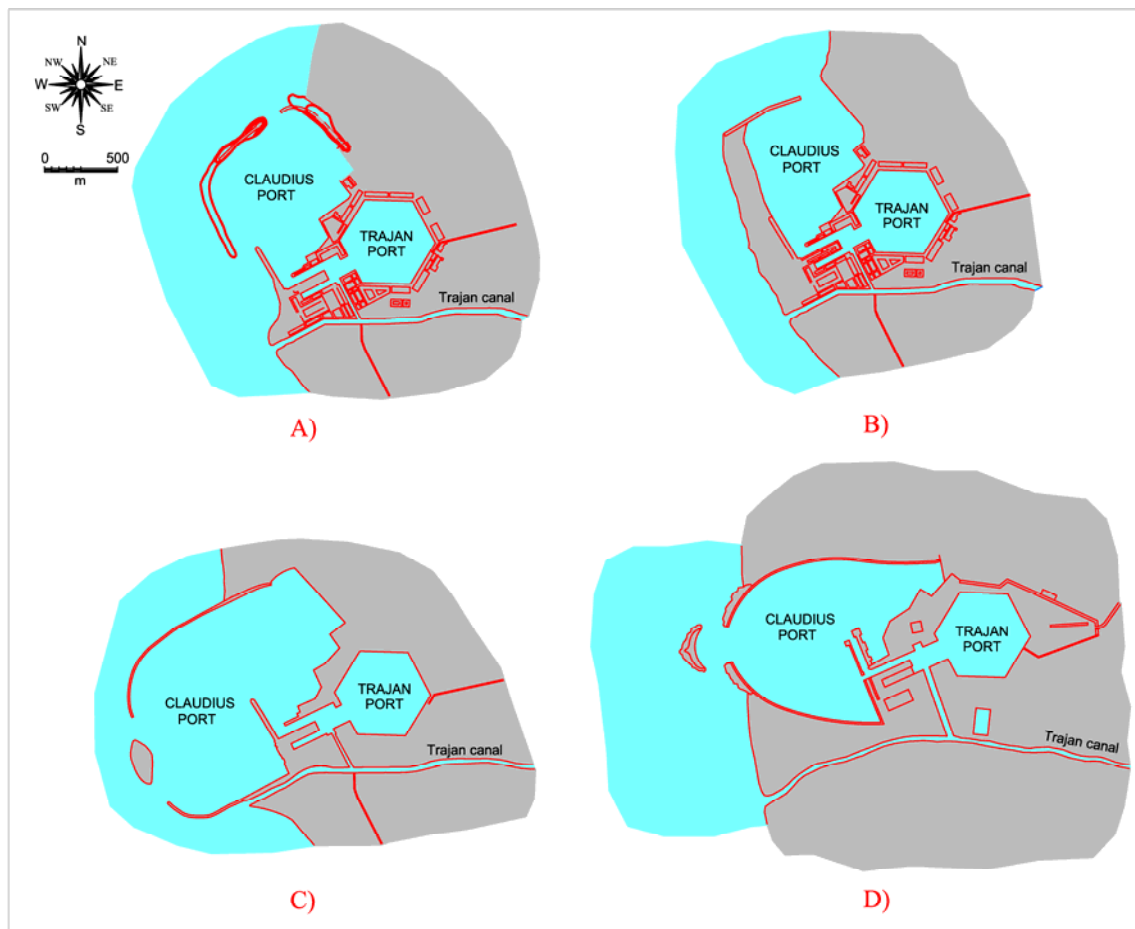 N
NW
NE
W
E
SW
SE
S
0
500
m
CLAUDIUS
PORT
TRAJAN
PORT
Trajan canal
A)
CLAUDIUS
PORT
TRAJAN
PORT
Trajan canal
B)
CLAUDIUS
PORT
TRAJAN
PORT
Trajan canal
C)
CLAUDIUS
PORT
TRAJAN
PORT
Trajan canal
D)